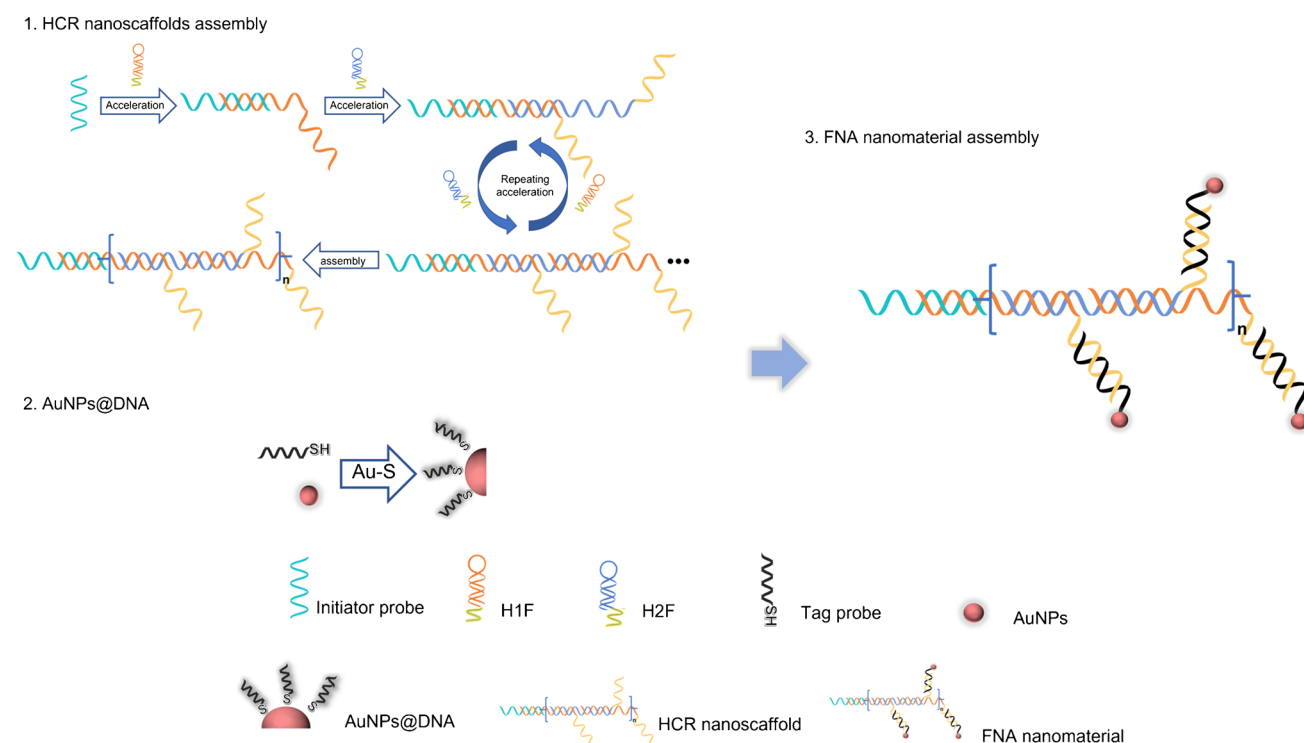 1. HCR nanoscaffolds assembly
Acceleration
Acceleration
Repeating
acceleration
assembly
n
3. FNA nanomaterial assembly
n
2. AuNPs@DNA
SH
Au-S
S
S
S
Initiator probe
H1F
H2F
SH
Tag probe
AuNPs
S
S
S
AuNPs@DNA
n
HCR nanoscaffold
n
FNA nanomaterial